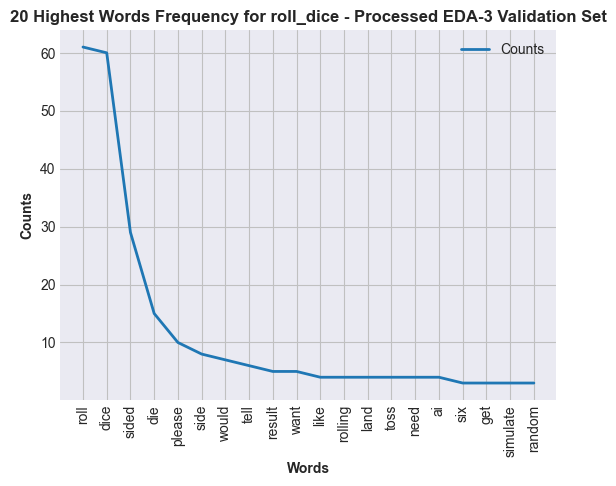 20 Highest Words Frequency for roll_dice - Processed EDA-3 Validation Set
Counts
60
50
40
30
20
10
Counts
roll
dice
sided
die
please
side
would
tell
result
want
like
rolling
land
toss
need
ai
six
get
simulate
random
Words